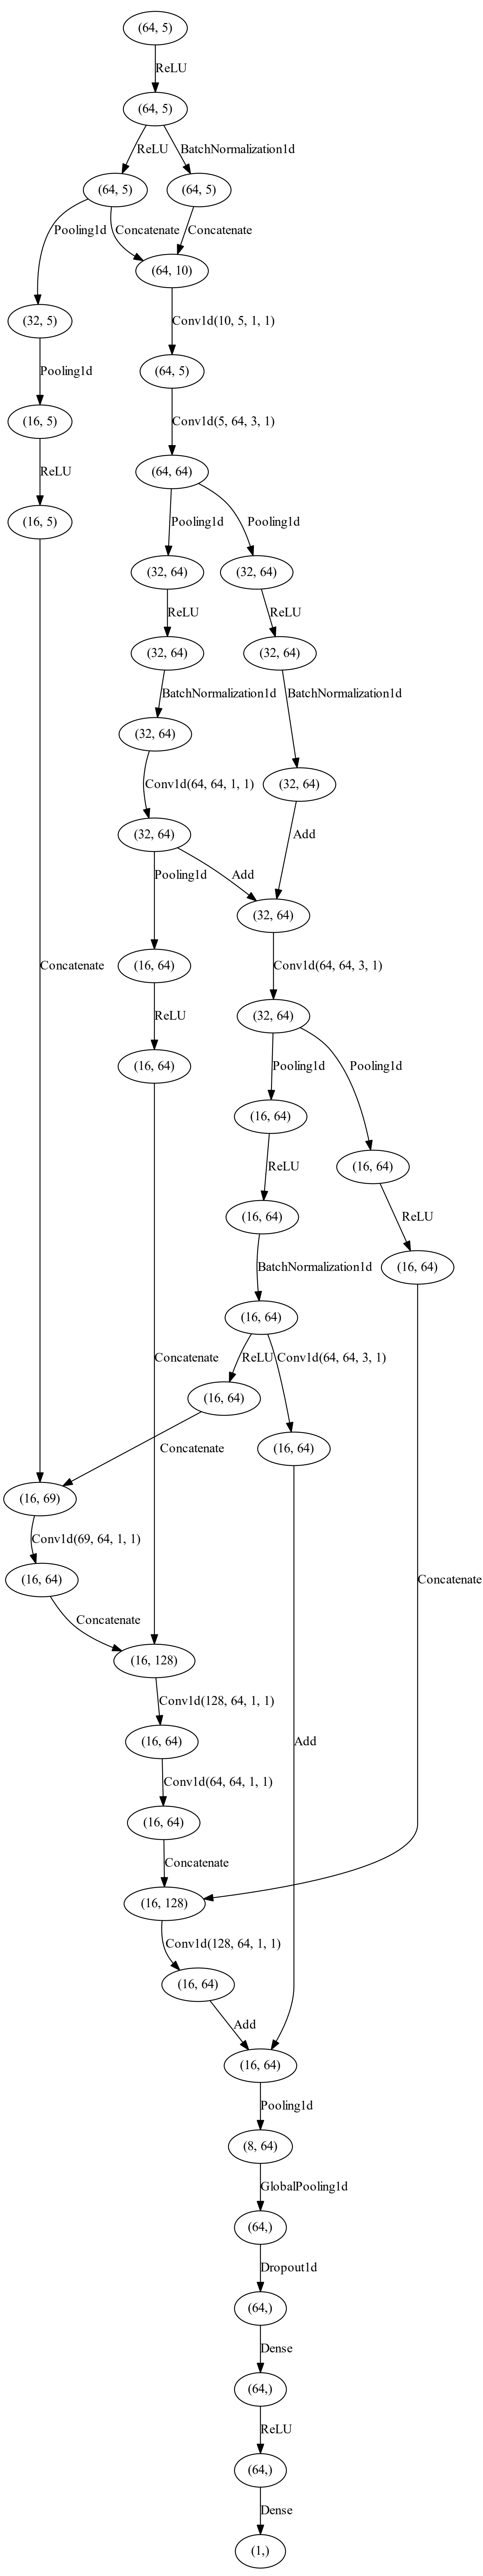 (64, 5)
ReLU
(64, 5)
ReLU
BatchNormalization1d
(64, 5)
(64, 5)
Pooling1d
Concatenate
Concatenate
(64, 10)
(32, 5)
Conv1d(10, 5, 1, 1)
Pooling1d
(64, 5)
(16, 5)
Conv1d(5, 64, 3, 1)
ReLU
(64, 64)
(16, 5)
Pooling1d
Pooling1d
(32, 64)
(32, 64)
ReLU
ReLU
(32, 64)
(32, 64)
BatchNormalization1d
BatchNormalization1d
(32, 64)
Conv1d(64, 64, 1, 1)
(32, 64)
(32, 64)
Add
Pooling1d
Add
(32, 64)
Concatenate
(16, 64)
Conv1d(64, 64, 3, 1)
ReLU
(32, 64)
(16, 64)
Pooling1d
Pooling1d
(16, 64)
(16, 64)
ReLU
ReLU
(16, 64)
BatchNormalization1d
(16, 64)
(16, 64)
Concatenate
ReLU
Conv1d(64, 64, 3, 1)
(16, 64)
Concatenate
(16, 64)
(16, 69)
Conv1d(69, 64, 1, 1)
(16, 64)
Concatenate
Concatenate
(16, 128)
Conv1d(128, 64, 1, 1)
(16, 64)
Add
Conv1d(64, 64, 1, 1)
(16, 64)
Concatenate
(16, 128)
Conv1d(128, 64, 1, 1)
(16, 64)
Add
(16, 64)
Pooling1d
(8, 64)
GlobalPooling1d
(64,)
Dropout1d
(64,)
Dense
(64,)
ReLU
(64,)
Dense
(1,)